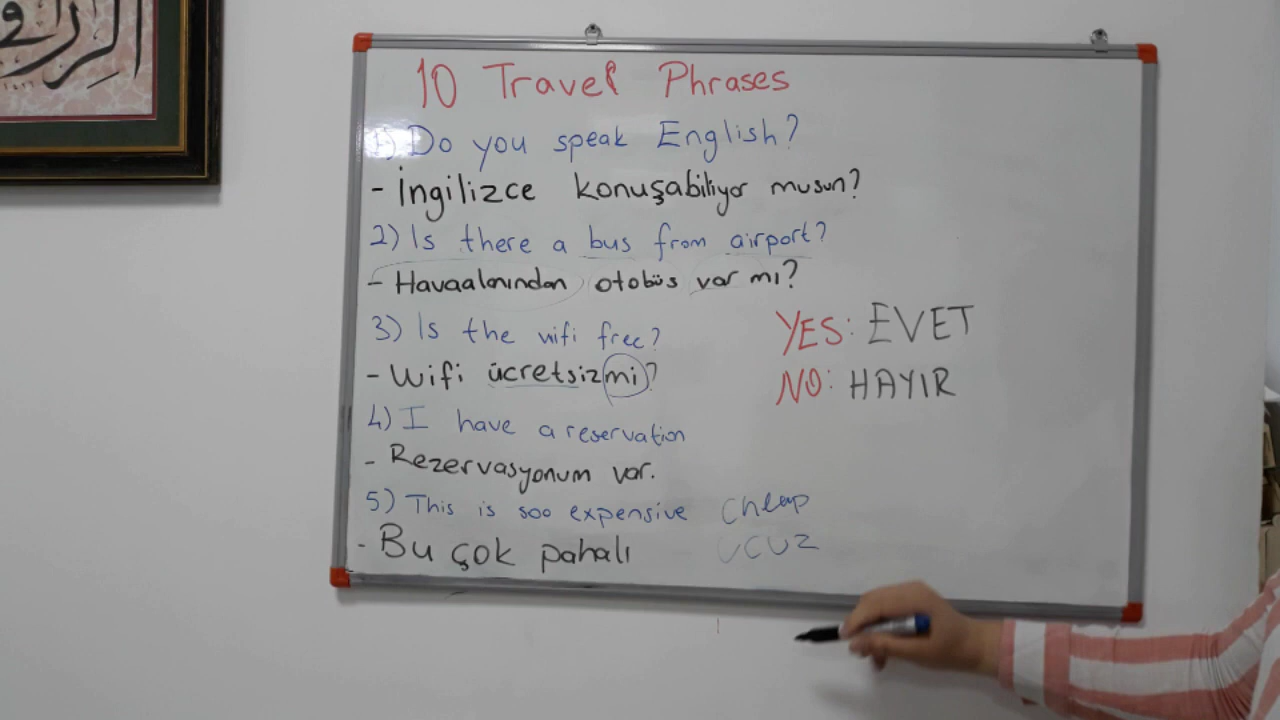 10 Travel Phrases
1) Do you speak English?
- İngilizce konuşabiliyor musun?
2) Is there a bus from airport?
- Havaalanından otobüs var mı?
3) Is the wifi free?
- Wifi ücretsiz mi?
4) I have a reservation
- Rezervasyonum var.
5) This is soo expensive
- Bu çok pahalı
cheap
UCUZ
YES: EVET
NO: HAYIR